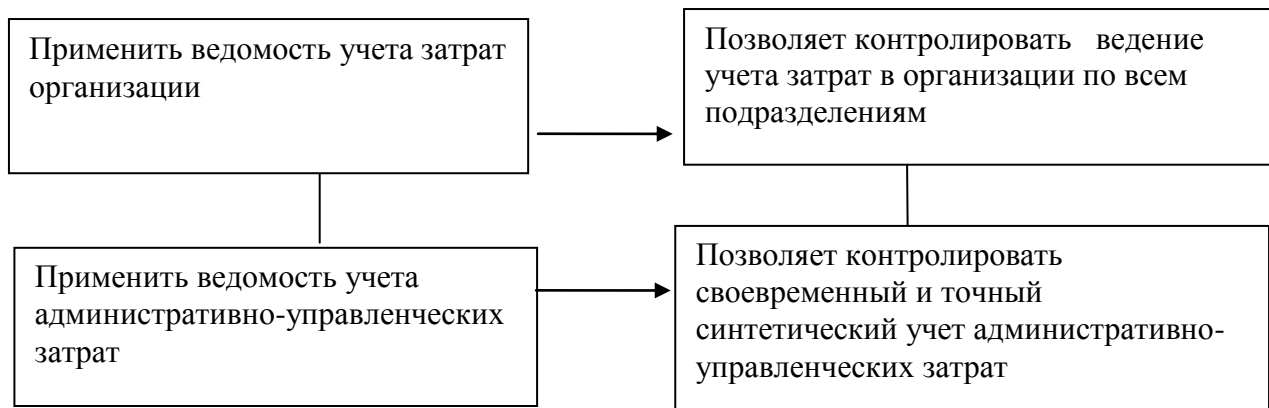 Применить ведомость учета затрат
организации
Позволяет контролировать ведение
учета затрат в организации по всем
подразделениям
Применить ведомость учета
административно-управленческих
затрат
Позволяет контролировать
своевременный и точный
синтетический учет административно-
управленческих затрат